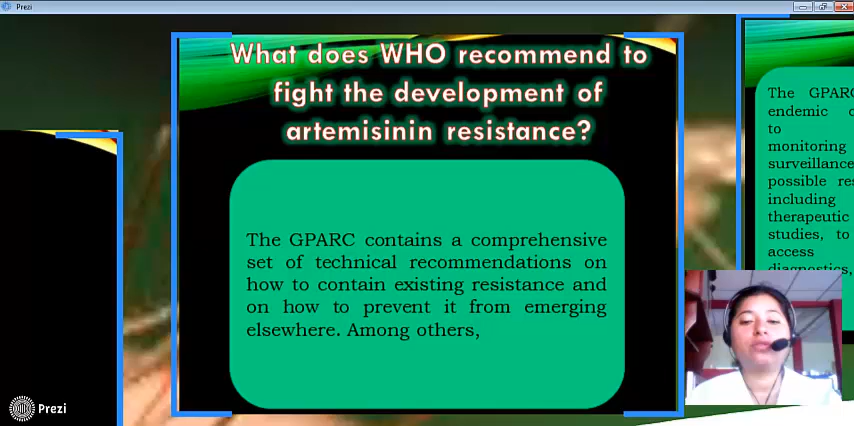 Prezi
What does WHO recommend to
fight the development of
artemisinin resistance?
The GPARC contains a comprehensive
set of technical recommendations on
how to contain existing resistance and
on how to prevent it from emerging
elsewhere. Among others,
The GPARC
endemic
to
monitoring
surveillance
possible
including
therapeutic
studies, to
access
diagnostics,
Prezi